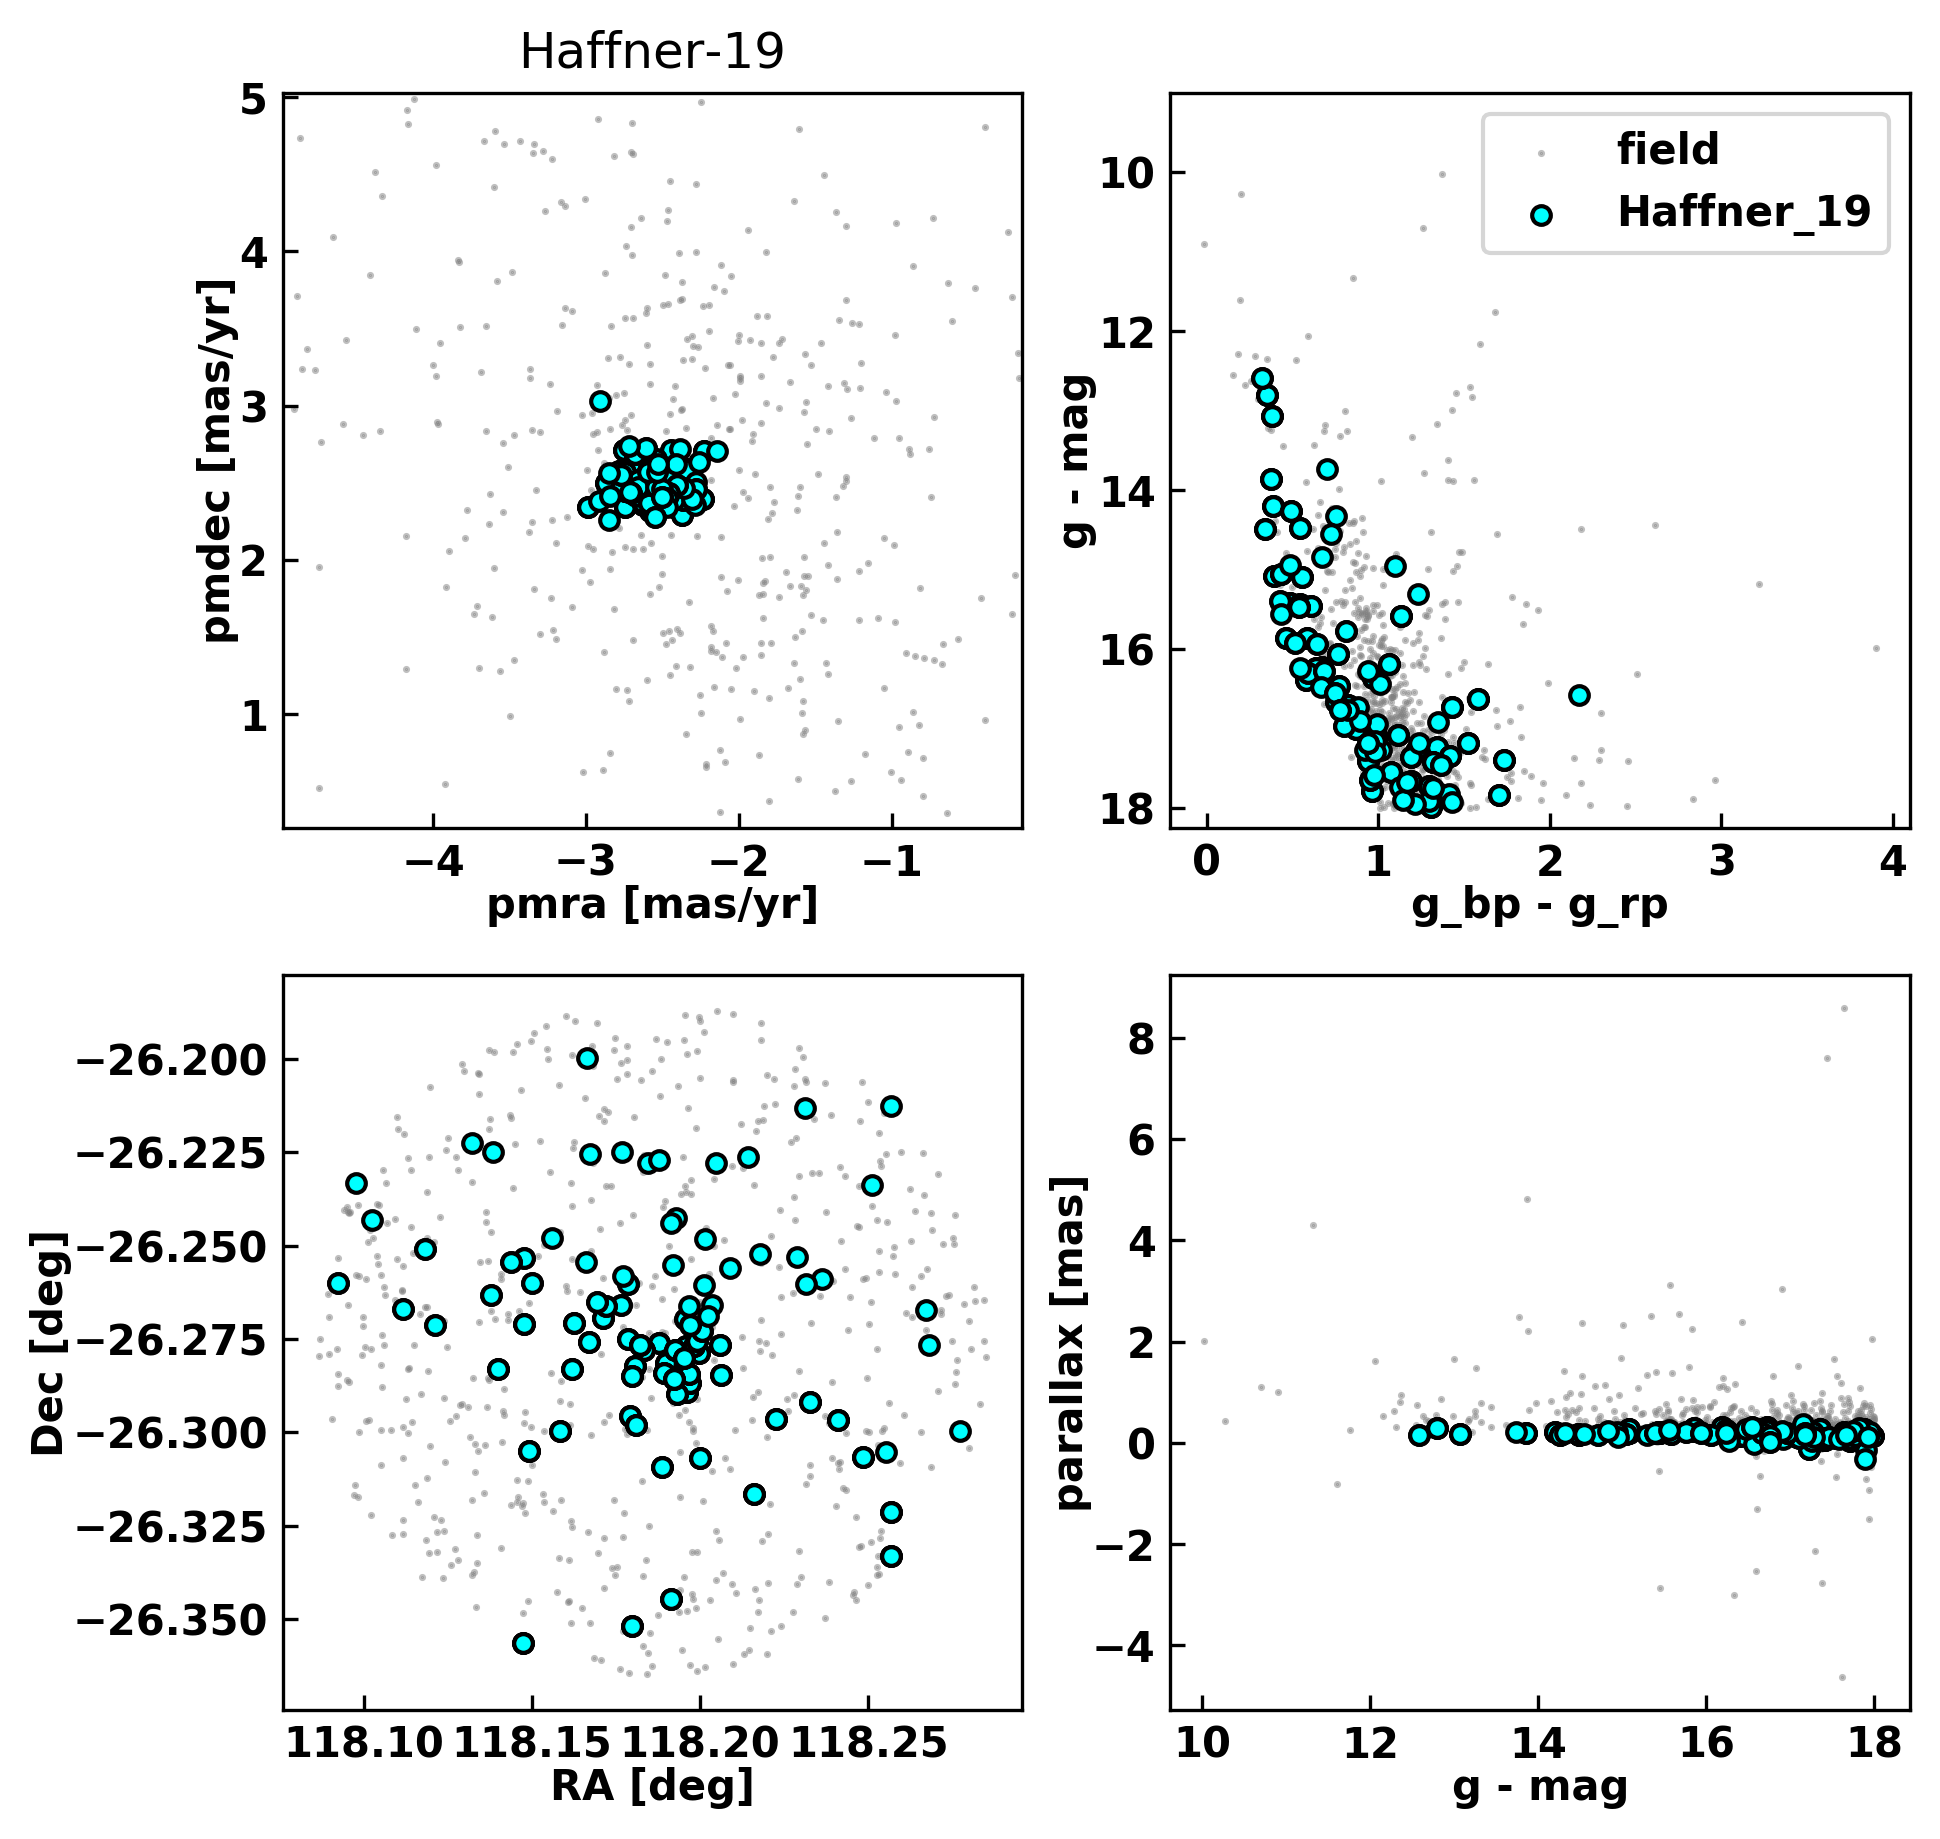 Haffner-19
5
4
3
2
1
pmdec [mas/yr]
−4 −3 −2 −1
pmra [mas/yr]
10
12
14
16
18
g - mag
field
Haffner_19
0 1 2 3 4
g_bp - g_rp
−26.200
−26.225
−26.250
−26.275
−26.300
−26.325
−26.350
Dec [deg]
118.10 118.15 118.20 118.25
RA [deg]
8
6
4
2
0
−2
−4
parallax [mas]
10 12 14 16 18
g - mag